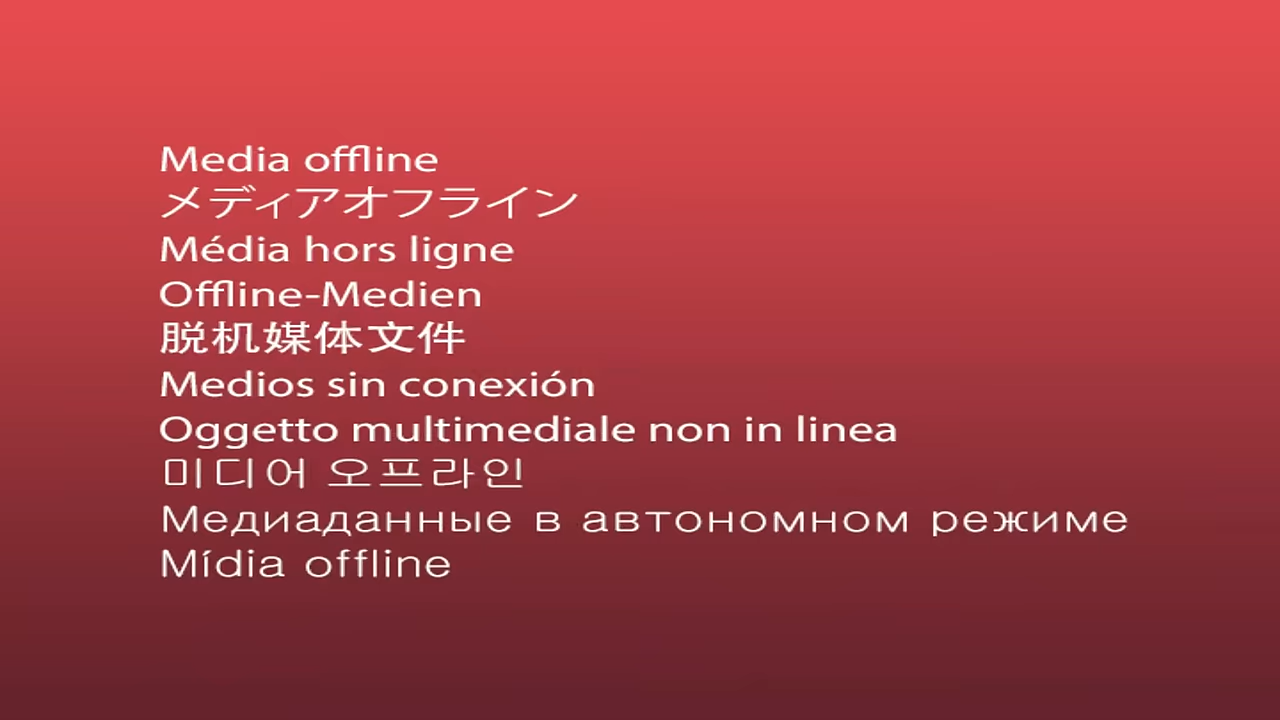 Media offline
メディアオフライン
Média hors ligne
Offline-Medien
脱机媒体文件
Medios sin conexión
Oggetto multimediale non in linea
미디어 오프라인
Медиаданные в автономном режиме
Mídia offline